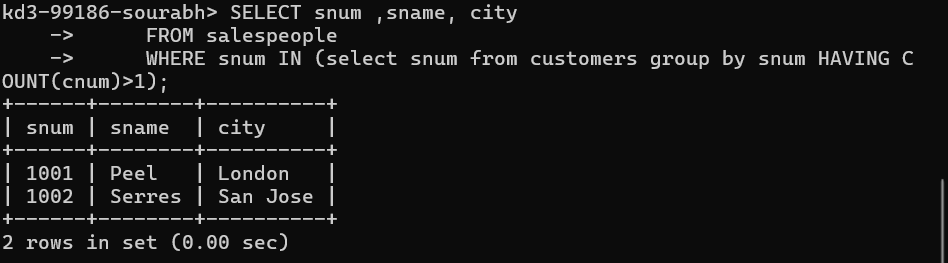 kd3-99186-sourabh> SELECT snum ,sname, city
    ->      FROM salespeople
    ->      WHERE snum IN (select snum from customers group by snum HAVING C
OUNT(cnum)>1);
+------+--------+----------+
| snum | sname  | city     |
+------+--------+----------+
| 1001 | Peel   | London   |
| 1002 | Serres | San Jose |
+------+--------+----------+
2 rows in set (0.00 sec)